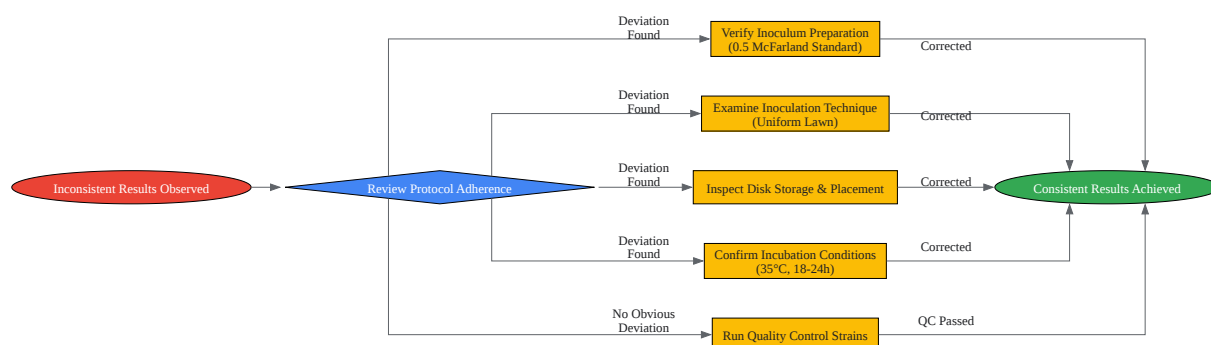 Deviation
Found
Verify Inoculum Preparation
(0.5 McFarland Standard)
Corrected
Deviation
Found
Examine Inoculation Technique
(Uniform Lawn)
Corrected
Inconsistent Results Observed
Review Protocol Adherence
Deviation
Found
Inspect Disk Storage & Placement
Corrected
Consistent Results Achieved
Deviation
Found
Confirm Incubation Conditions
(35°C, 18-24h)
Corrected
No Obvious
Deviation
Run Quality Control Strains
QC Passed